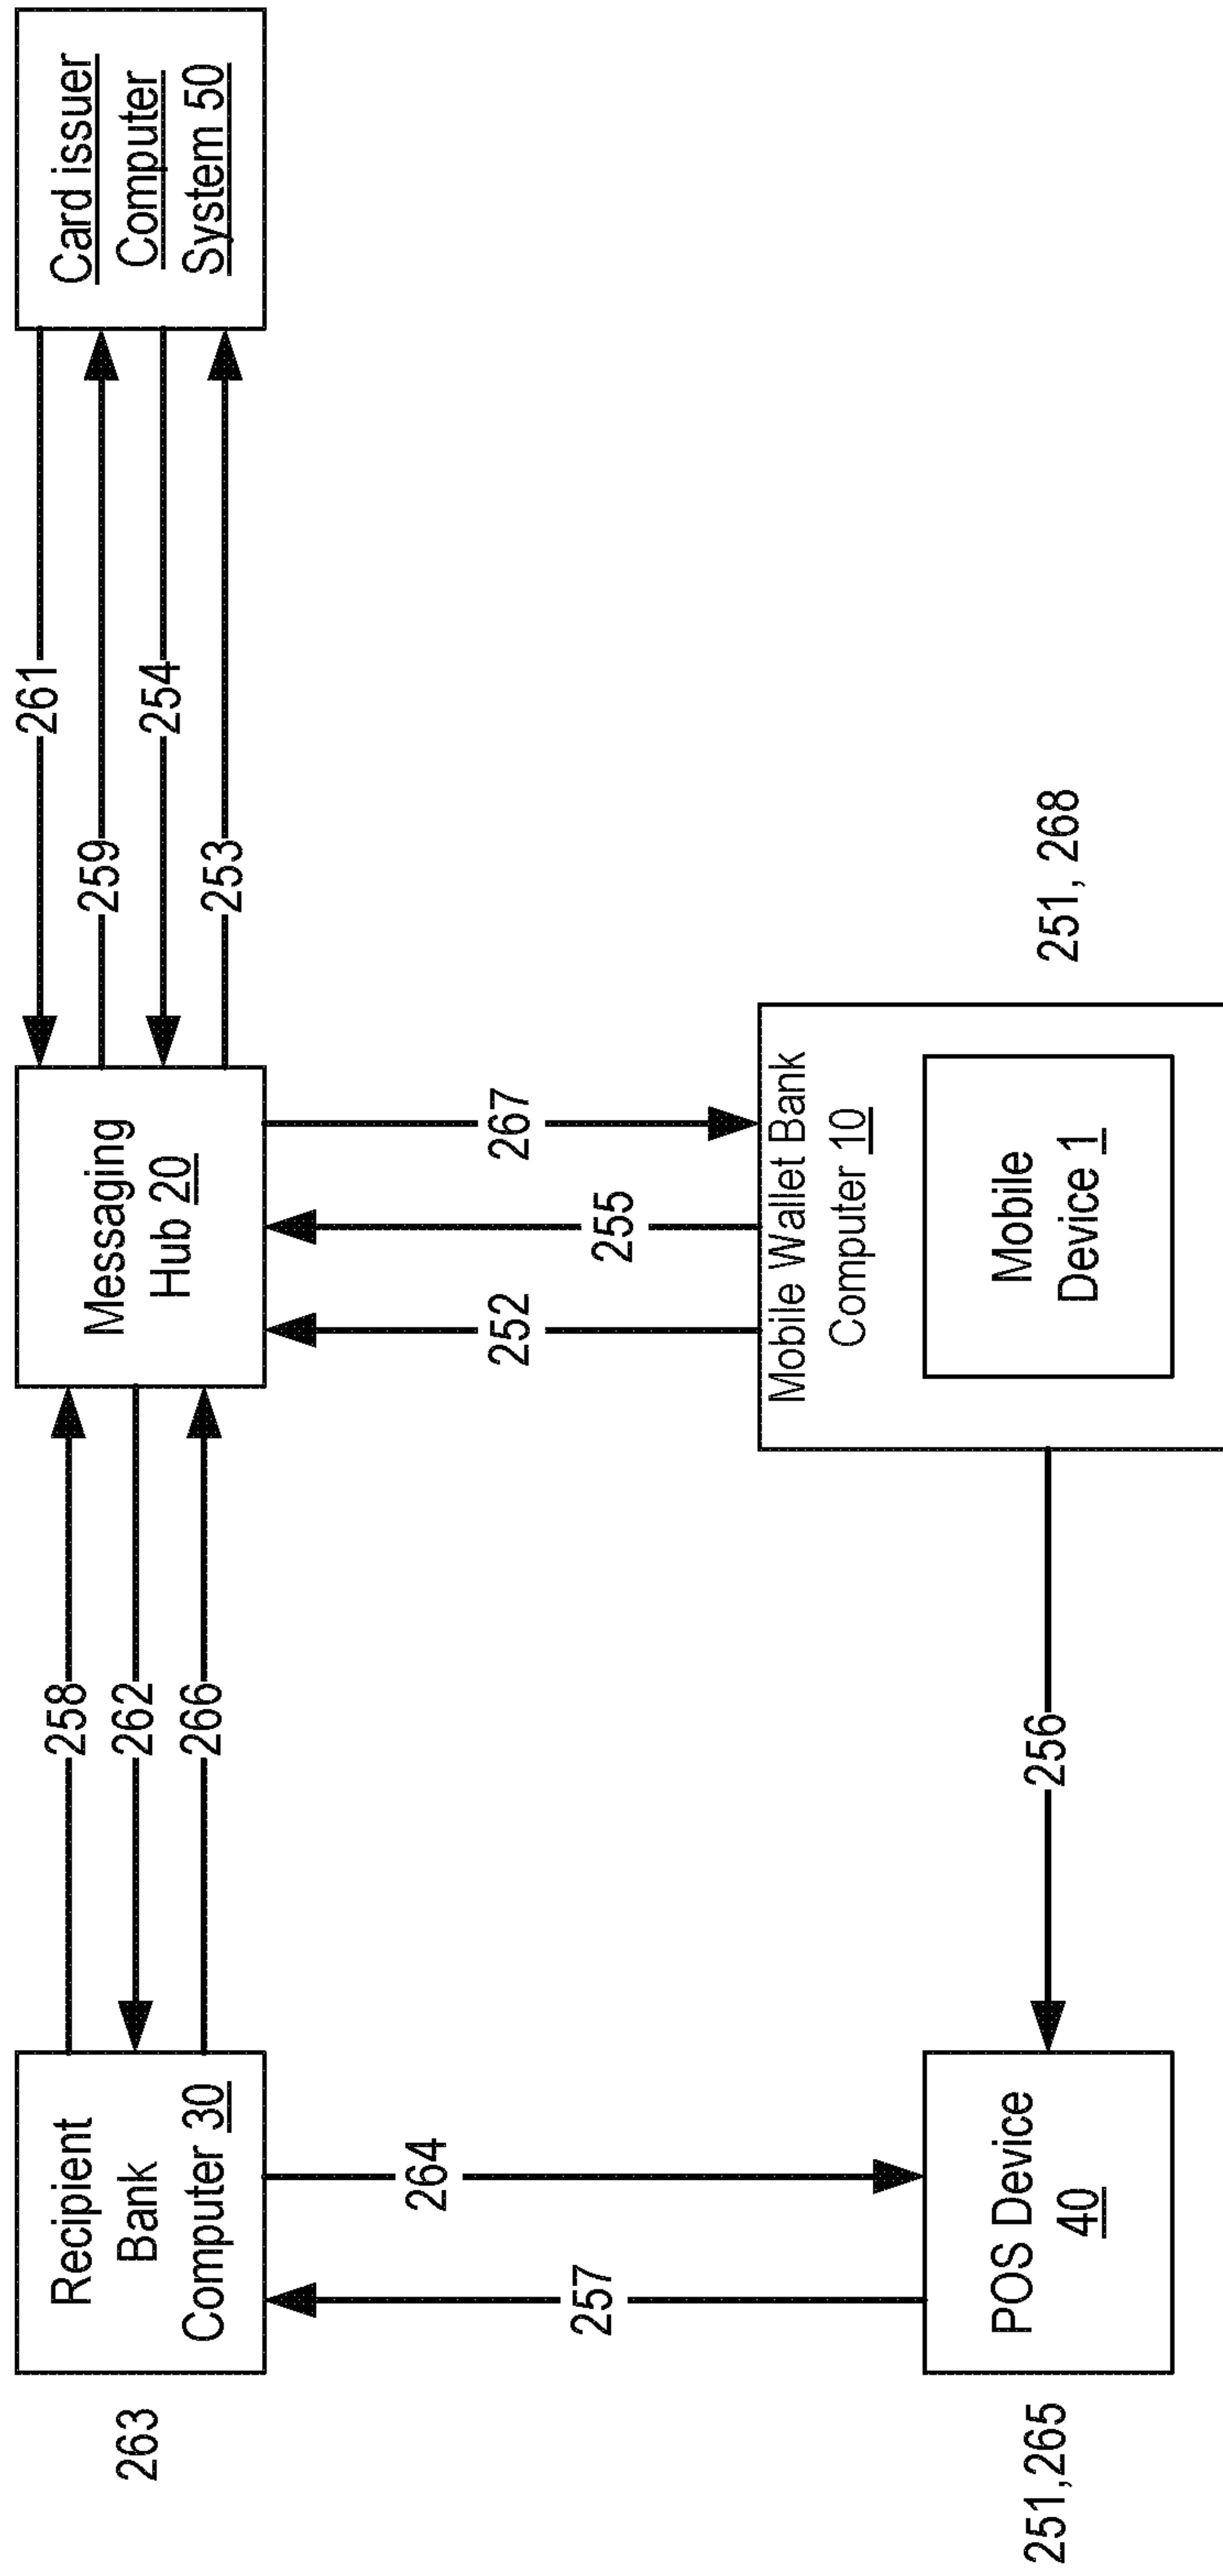 263
Recipient
Bank
Computer 30
258
262
266
Messaging
Hub 20
261
259
254
253
Card issuer
Computer
System 50
257
264
252
255
267
251,265
POS Device
40
256
Mobile Wallet Bank
Computer 10
Mobile
Device 1
251, 268